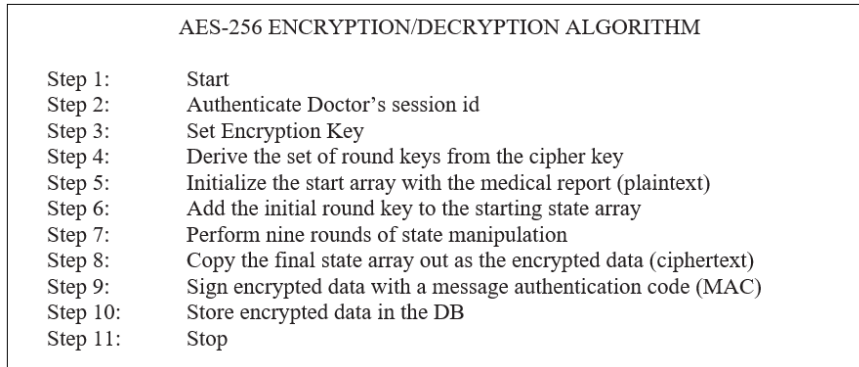 AES-256 ENCRYPTION/DECRYPTION ALGORITHM
Step 1: Start
Step 2: Authenticate Doctor's session id
Step 3: Set Encryption Key
Step 4: Derive the set of round keys from the cipher key
Step 5: Initialize the start array with the medical report (plaintext)
Step 6: Add the initial round key to the starting state array
Step 7: Perform nine rounds of state manipulation
Step 8: Copy the final state array out as the encrypted data (ciphertext)
Step 9: Sign encrypted data with a message authentication code (MAC)
Step 10: Store encrypted data in the DB
Step 11: Stop